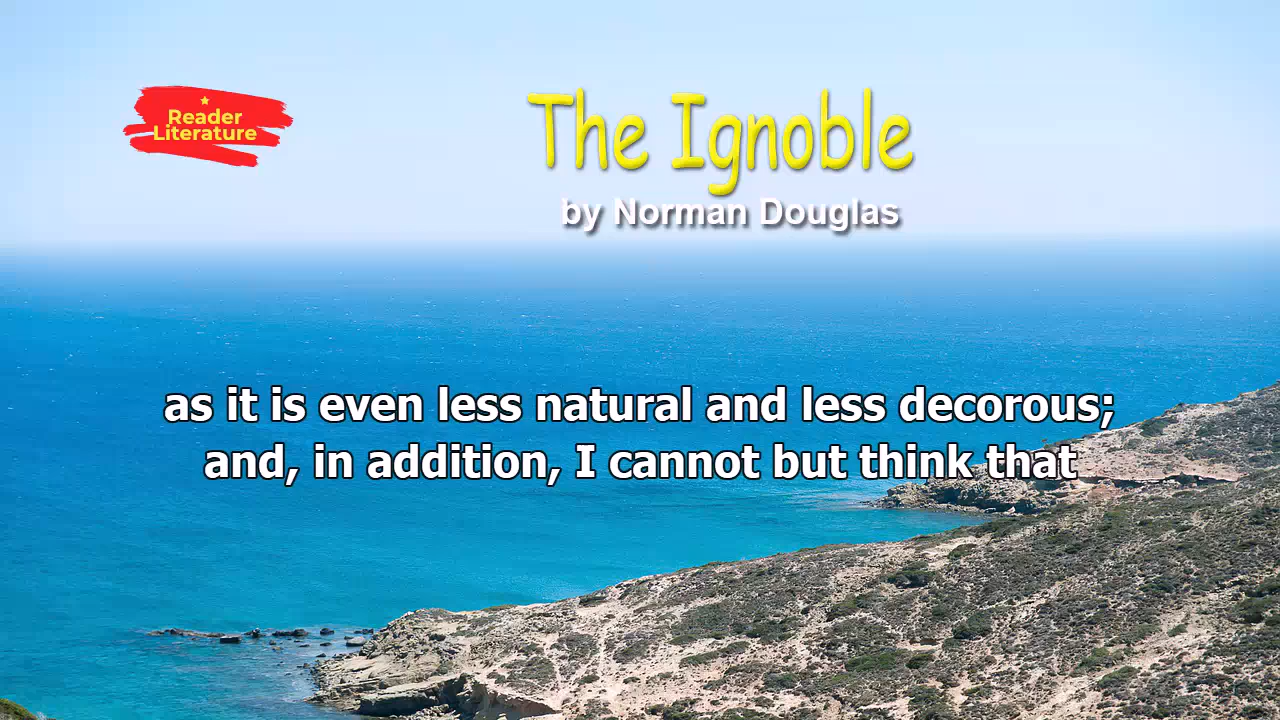 Reader
Literature
The Ignoble
by Norman Douglas
as it is even less natural and less decorous;
and, in addition, I cannot but think that